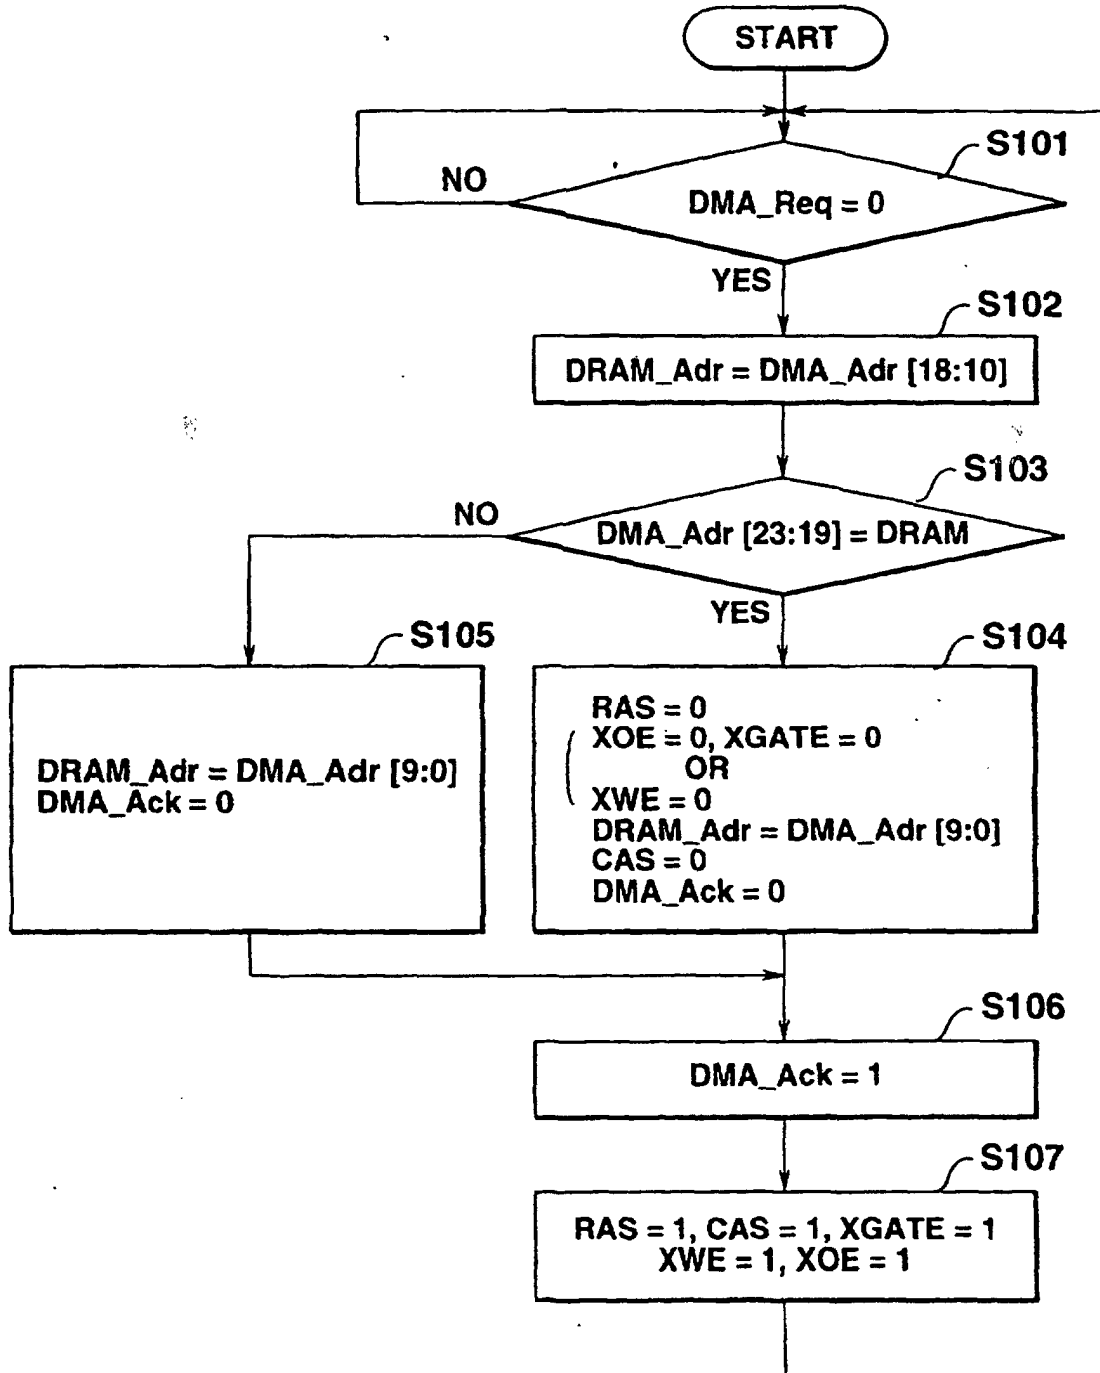 START
S101
NO
DMA_Req = 0
YES
S102
DRAM_Adr = DMA_Adr [18:10]
S103
NO
DMA_Adr [23:19] = DRAM
YES
S105
S104
DRAM_Adr = DMA_Adr [9:0]
DMA_Ack = 0
RAS = 0
XOE = 0, XGATE = 0
OR
XWE = 0
DRAM_Adr = DMA_Adr [9:0]
CAS = 0
DMA_Ack = 0
S106
DMA_Ack = 1
S107
RAS = 1, CAS = 1, XGATE = 1
XWE = 1, XOE = 1